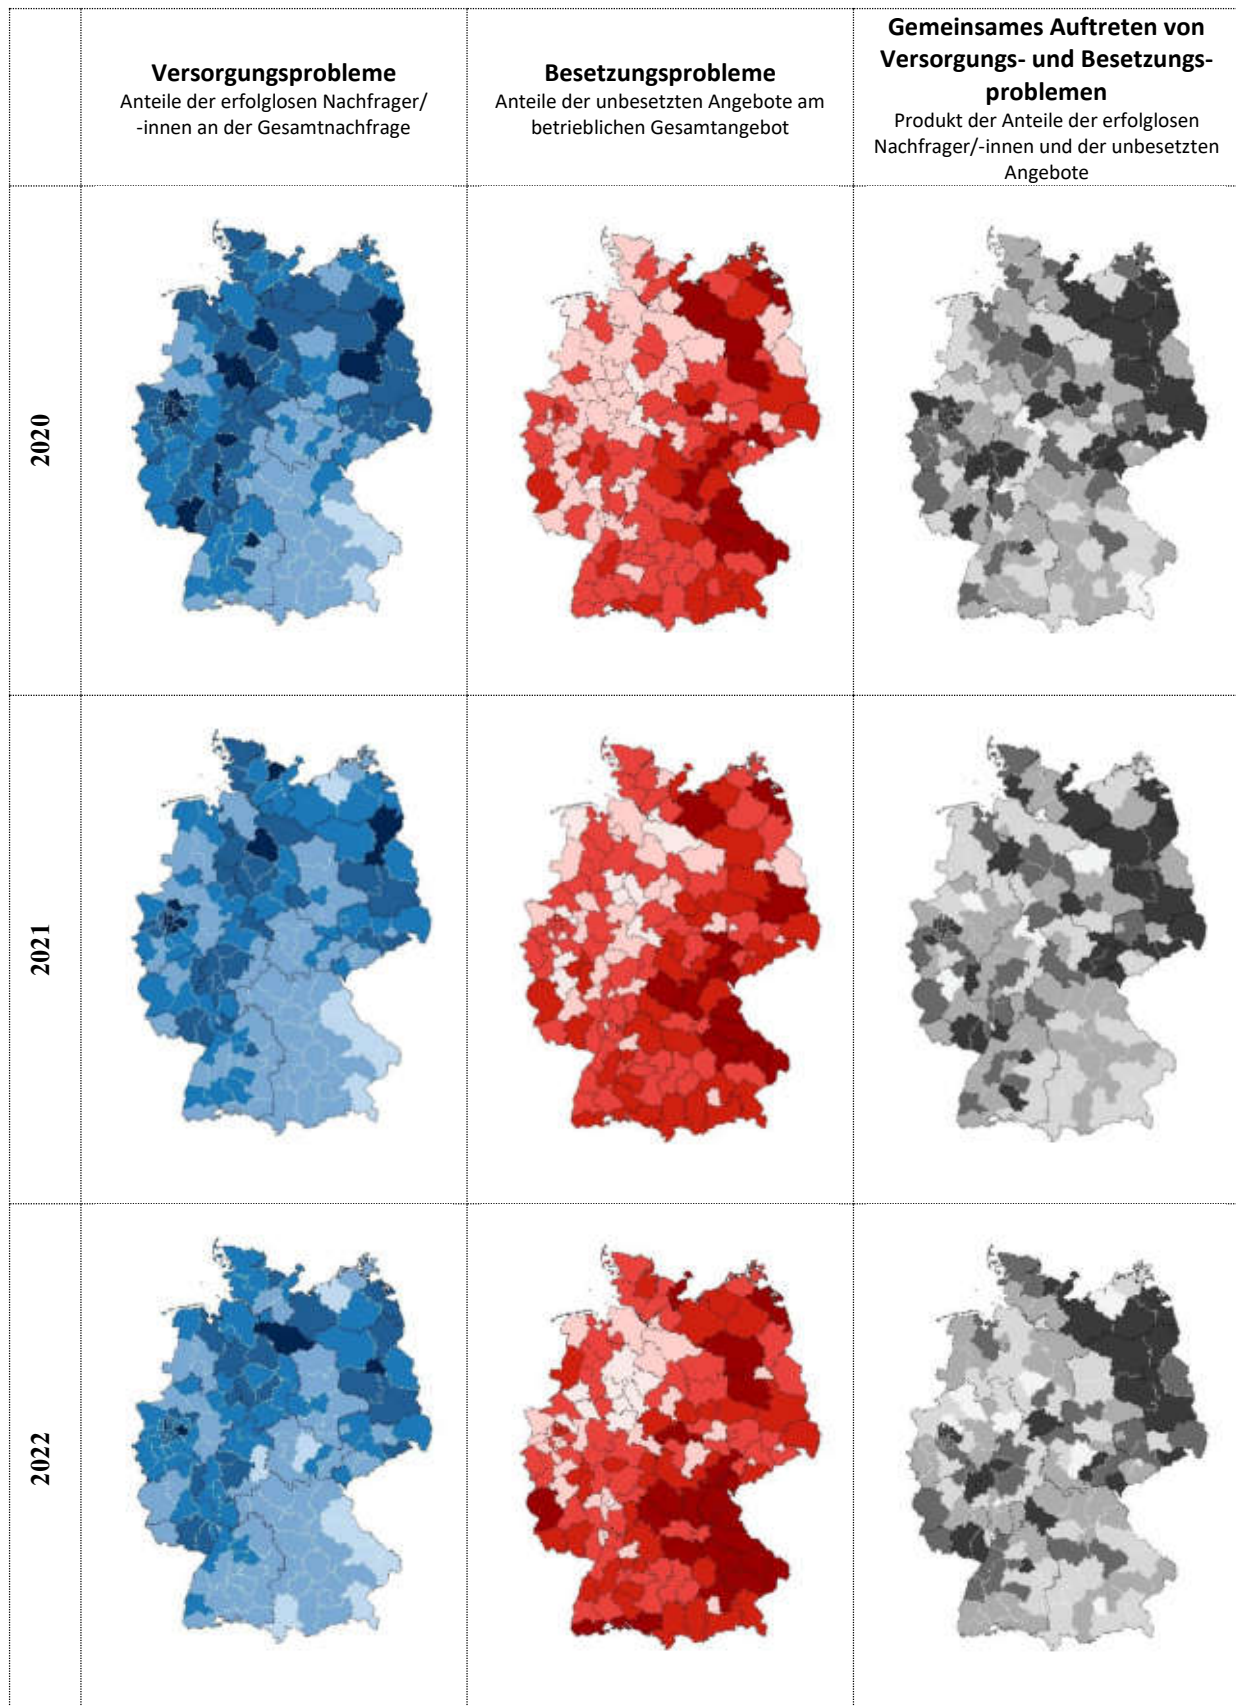 Versorgungsprobleme
Anteile der erfolglosen Nachfrager/
-innen an der Gesamtnachfrage
Besetzungsprobleme
Anteile der unbesetzten Angebote am
betrieblichen Gesamtangebot
Gemeinsames Auftreten von
Versorgungs- und Besetzungs-
problemen
Produkt der Anteile der erfolglosen
Nachfrager/-innen und der unbesetzten
Angebote
2020
2021
2022